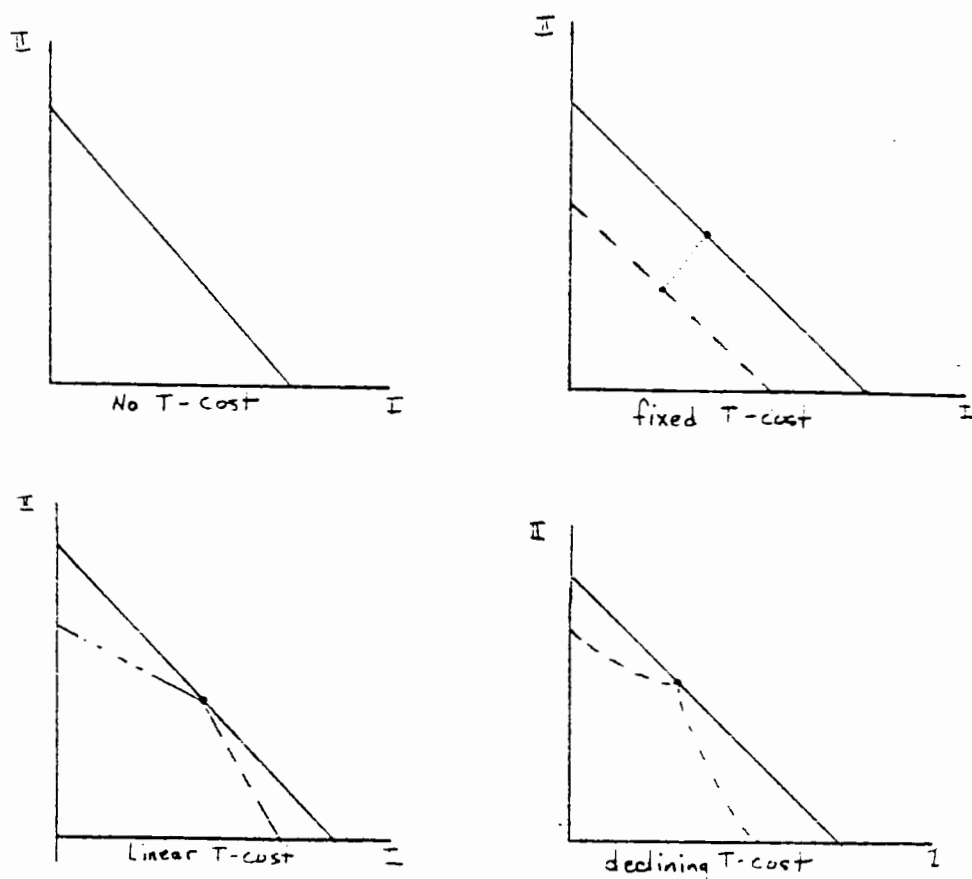 II
No T-cost
I
II
fixed T-cost
I
II
Linear T-cost
I
II
declining T-cost
I